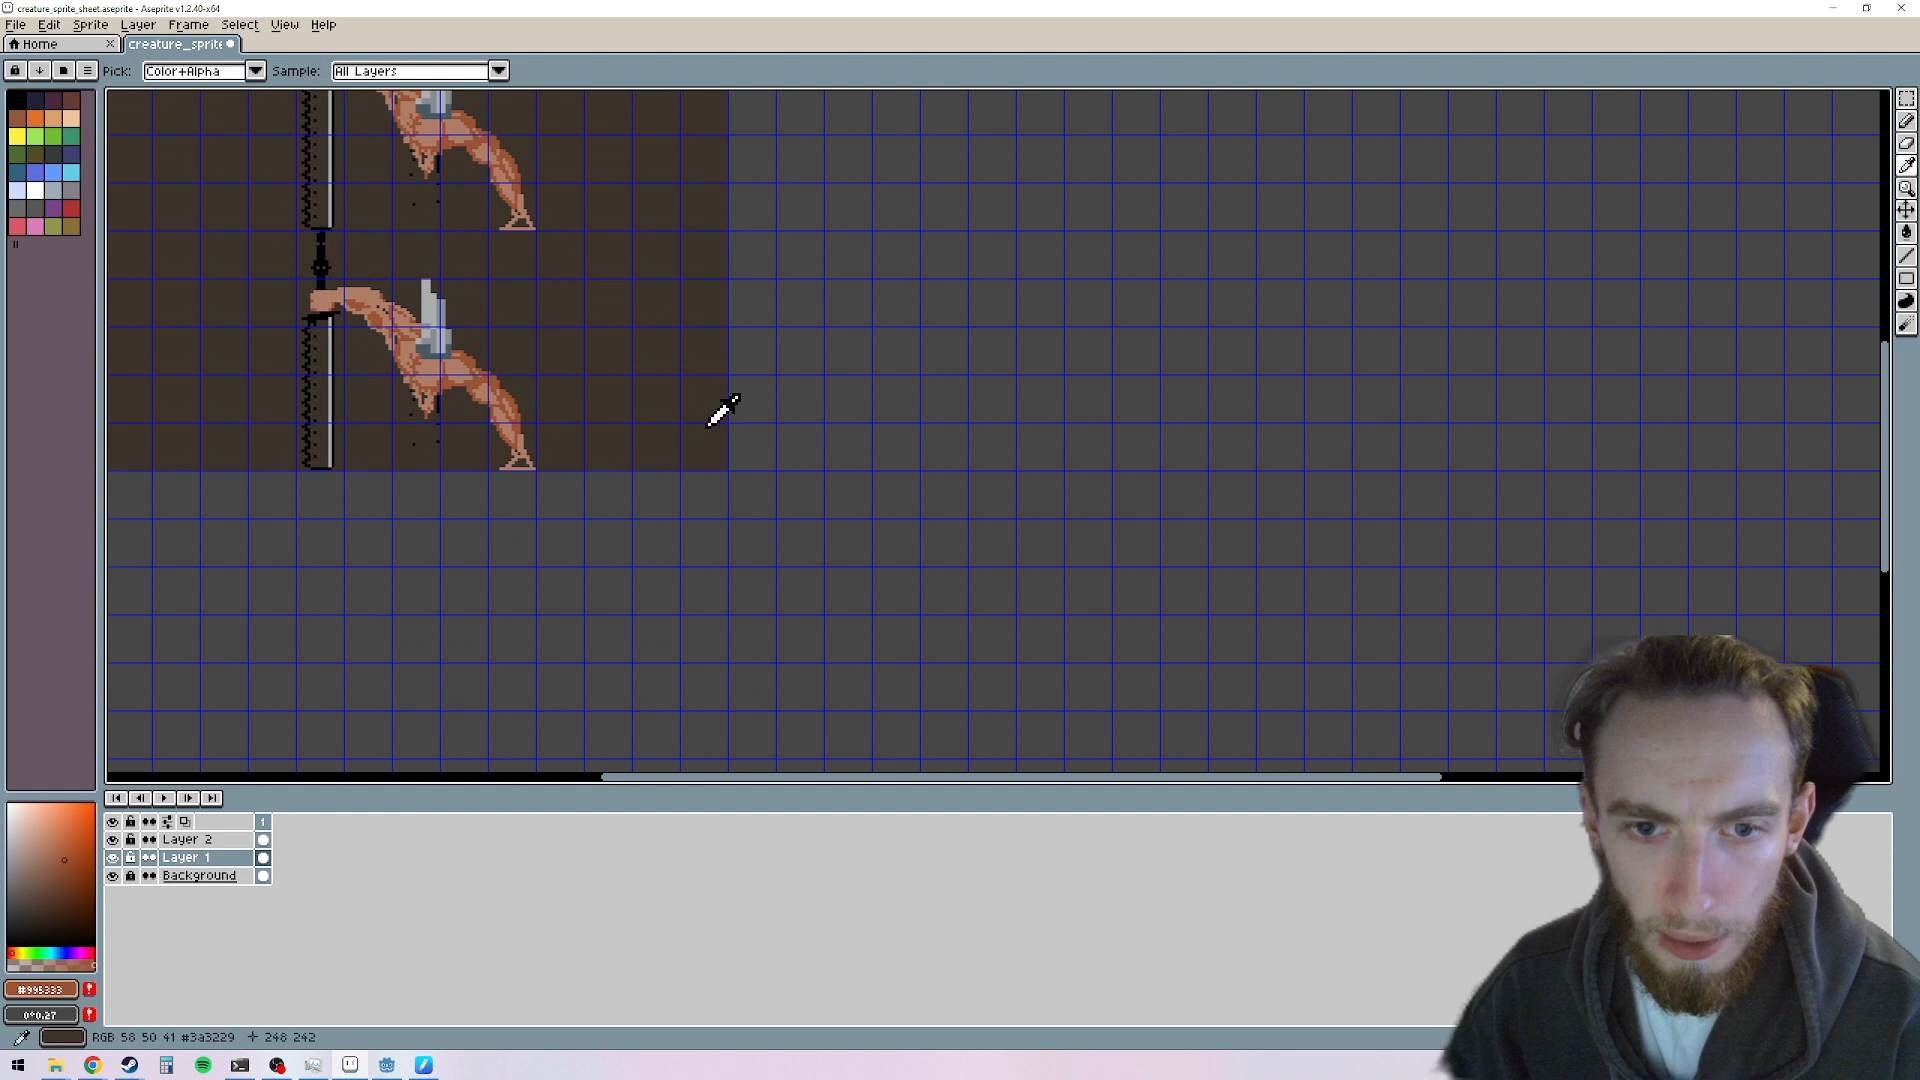 creature_sprite_sheet.aseprite - Aseprite v1.2.40-x64
File Edit Sprite Layer Frame Select View Help
Home creature_sprite
Pick: Color+Alpha Sample: All Layers
1
Layer 2
Layer 1
Background
#995333
RGB 58 50 41 #3a3229 248 242